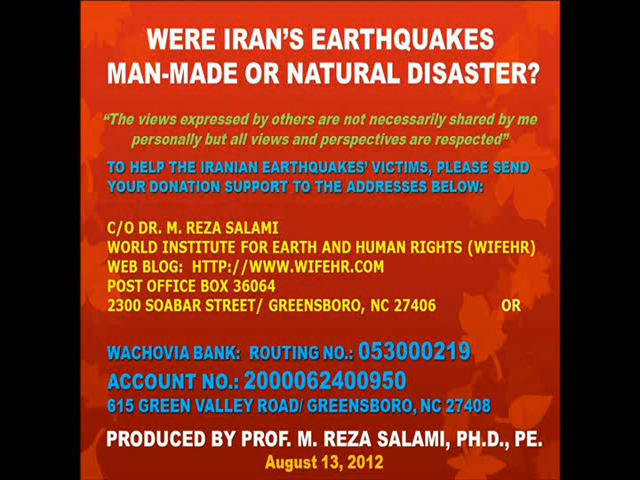 WERE IRAN'S EARTHQUAKES
MAN-MADE OR NATURAL DISASTER?
"The views expressed by others are not necessarily shared by me
personally but all views and perspectives are respected"
TO HELP THE IRANIAN EARTHQUAKES' VICTIMS, PLEASE SEND
YOUR DONATION SUPPORT TO THE ADDRESSES BELOW:
C/O DR. M. REZA SALAMI
WORLD INSTITUTE FOR EARTH AND HUMAN RIGHTS (WIFEHR)
WEB BLOG: HTTP://WWW.WIFEHR.COM
POST OFFICE BOX 36064
2300 SOABAR STREET/ GREENSBORO, NC 27406 OR
WACHOVIA BANK: ROUTING NO.: 053000219
ACCOUNT NO.: 2000062400950
615 GREEN VALLEY ROAD/ GREENSBORO, NC 27408
PRODUCED BY PROF. M. REZA SALAMI, PH.D., PE.
August 13, 2012